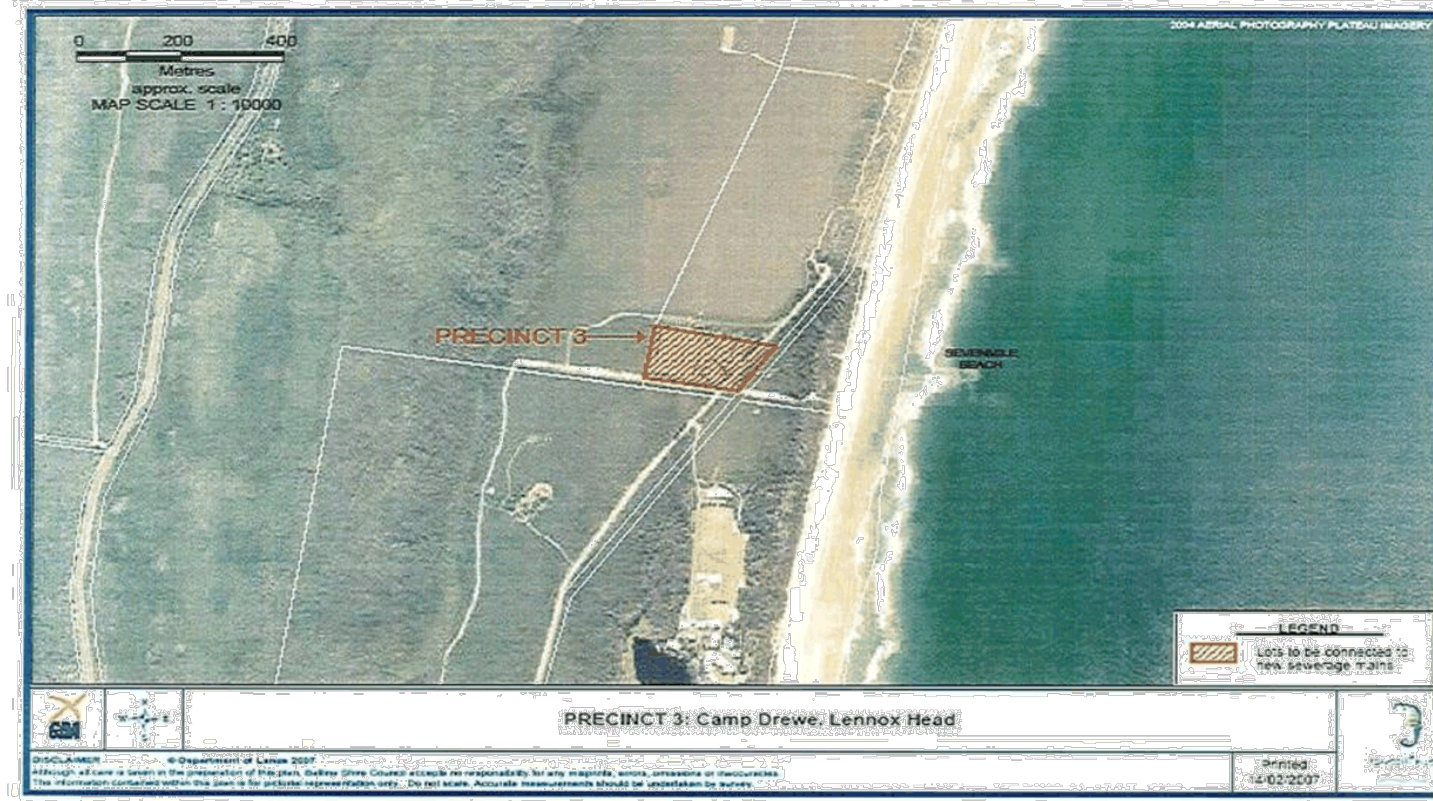 2004 AERIAL PHOTOGRAPHY PLATEAU IMAGERY
0 200 400
Metres
approx. scale
MAP SCALE 1 : 10000
PRECINCT 3
SEVEN MILE
BEACH
LEGEND
Lots to be connected to
new sewerage mains
PRECINCT 3: Camp Drewe, Lennox Head
DISCLAIMER © Department of Lands 2007
Although all care is taken in the preparation of this plan, Ballina Shire Council accepts no responsibility for any misprints, errors, omissions or inaccuracies.
The information contained within this plan is for pictorial representation only. Do not scale. Accurate measurements should be undertaken by survey.
Printed
14/02/2007